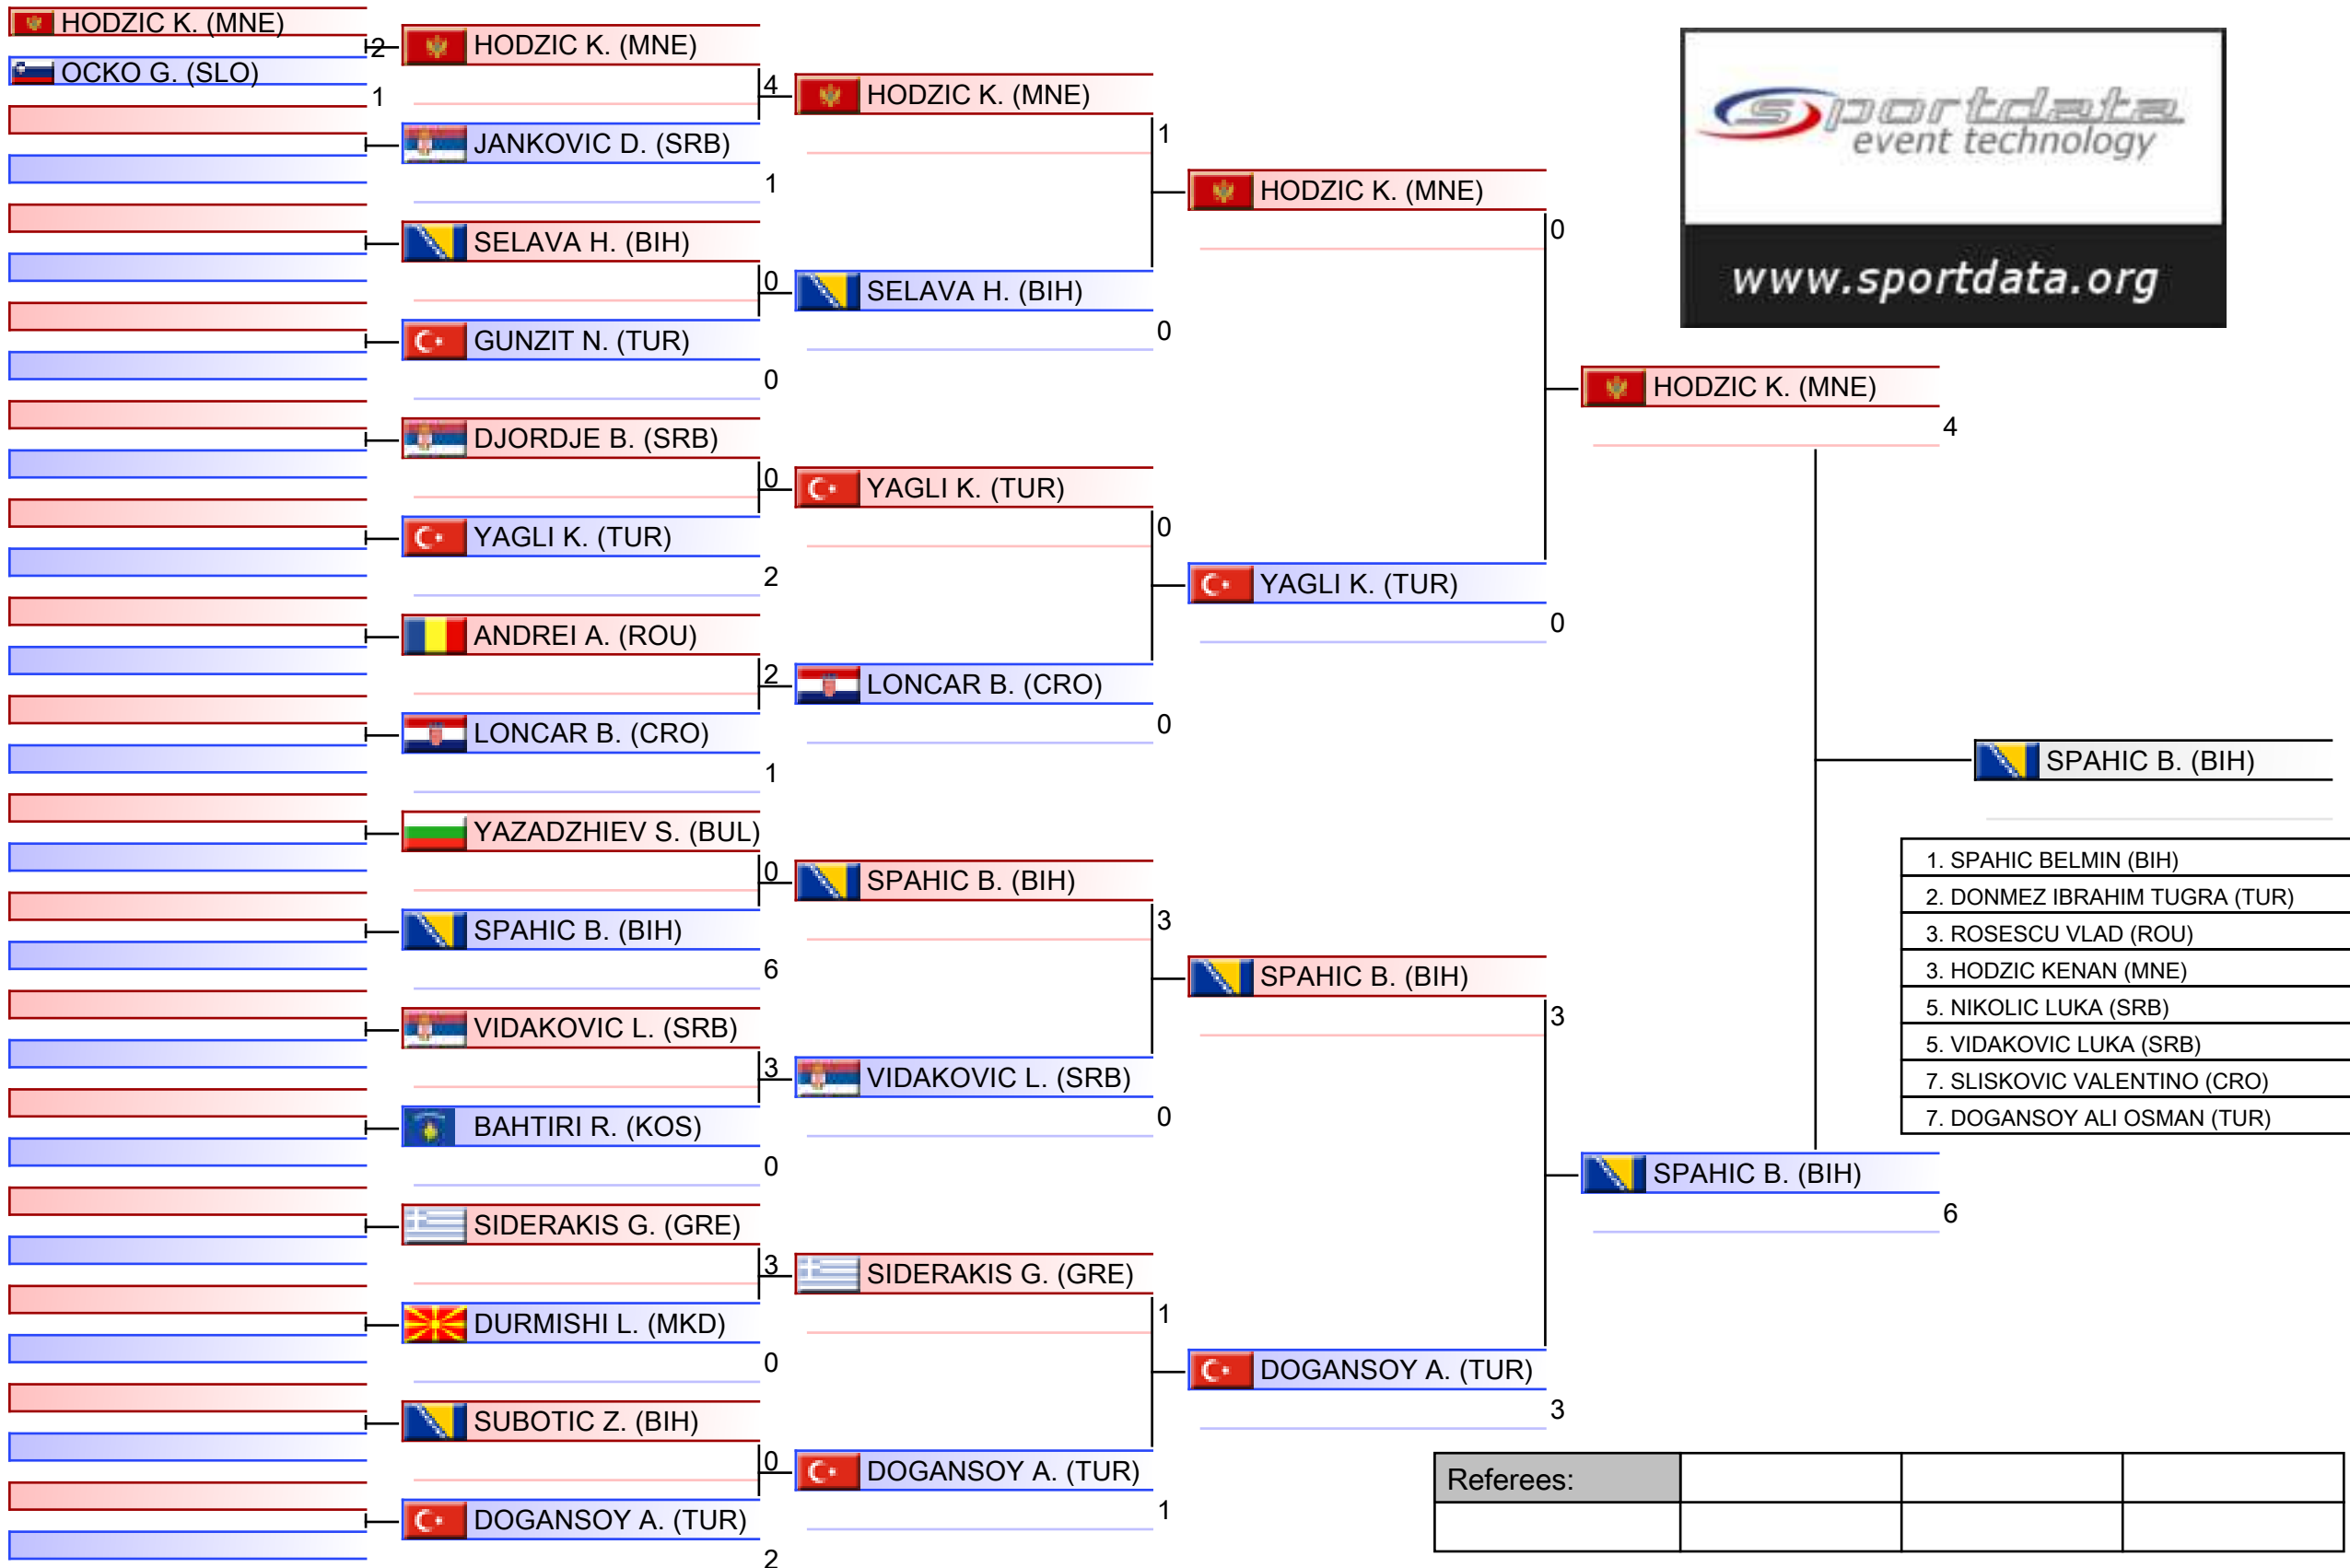 HODZIC K. (MNE)
2
OCKO G. (SLO)
1
HODZIC K. (MNE)
4
JANKOVIC D. (SRB)
1
SELAVA H. (BIH)
0
GUNZIT N. (TUR)
0
DJORDJE B. (SRB)
0
YAGLI K. (TUR)
2
ANDREI A. (ROU)
2
LONCAR B. (CRO)
1
YAZADZHIEV S. (BUL)
0
SPAHIC B. (BIH)
6
VIDAKOVIC L. (SRB)
3
BAHTIRI R. (KOS)
0
SIDERAKIS G. (GRE)
3
DURMISHI L. (MKD)
0
SUBOTIC Z. (BIH)
0
DOGANSOY A. (TUR)
2
HODZIC K. (MNE)
1
SELAVA H. (BIH)
0
YAGLI K. (TUR)
0
LONCAR B. (CRO)
0
SPAHIC B. (BIH)
3
VIDAKOVIC L. (SRB)
0
SIDERAKIS G. (GRE)
1
DOGANSOY A. (TUR)
1
HODZIC K. (MNE)
0
YAGLI K. (TUR)
0
SPAHIC B. (BIH)
3
DOGANSOY A. (TUR)
3
HODZIC K. (MNE)
4
SPAHIC B. (BIH)
6
SPAHIC B. (BIH)
sportdata
event technology
www.sportdata.org
1. SPAHIC BELMIN (BIH)
2. DONMEZ IBRAHIM TUGRA (TUR)
3. ROSESCU VLAD (ROU)
3. HODZIC KENAN (MNE)
5. NIKOLIC LUKA (SRB)
5. VIDAKOVIC LUKA (SRB)
7. SLISKOVIC VALENTINO (CRO)
7. DOGANSOY ALI OSMAN (TUR)
Referees: